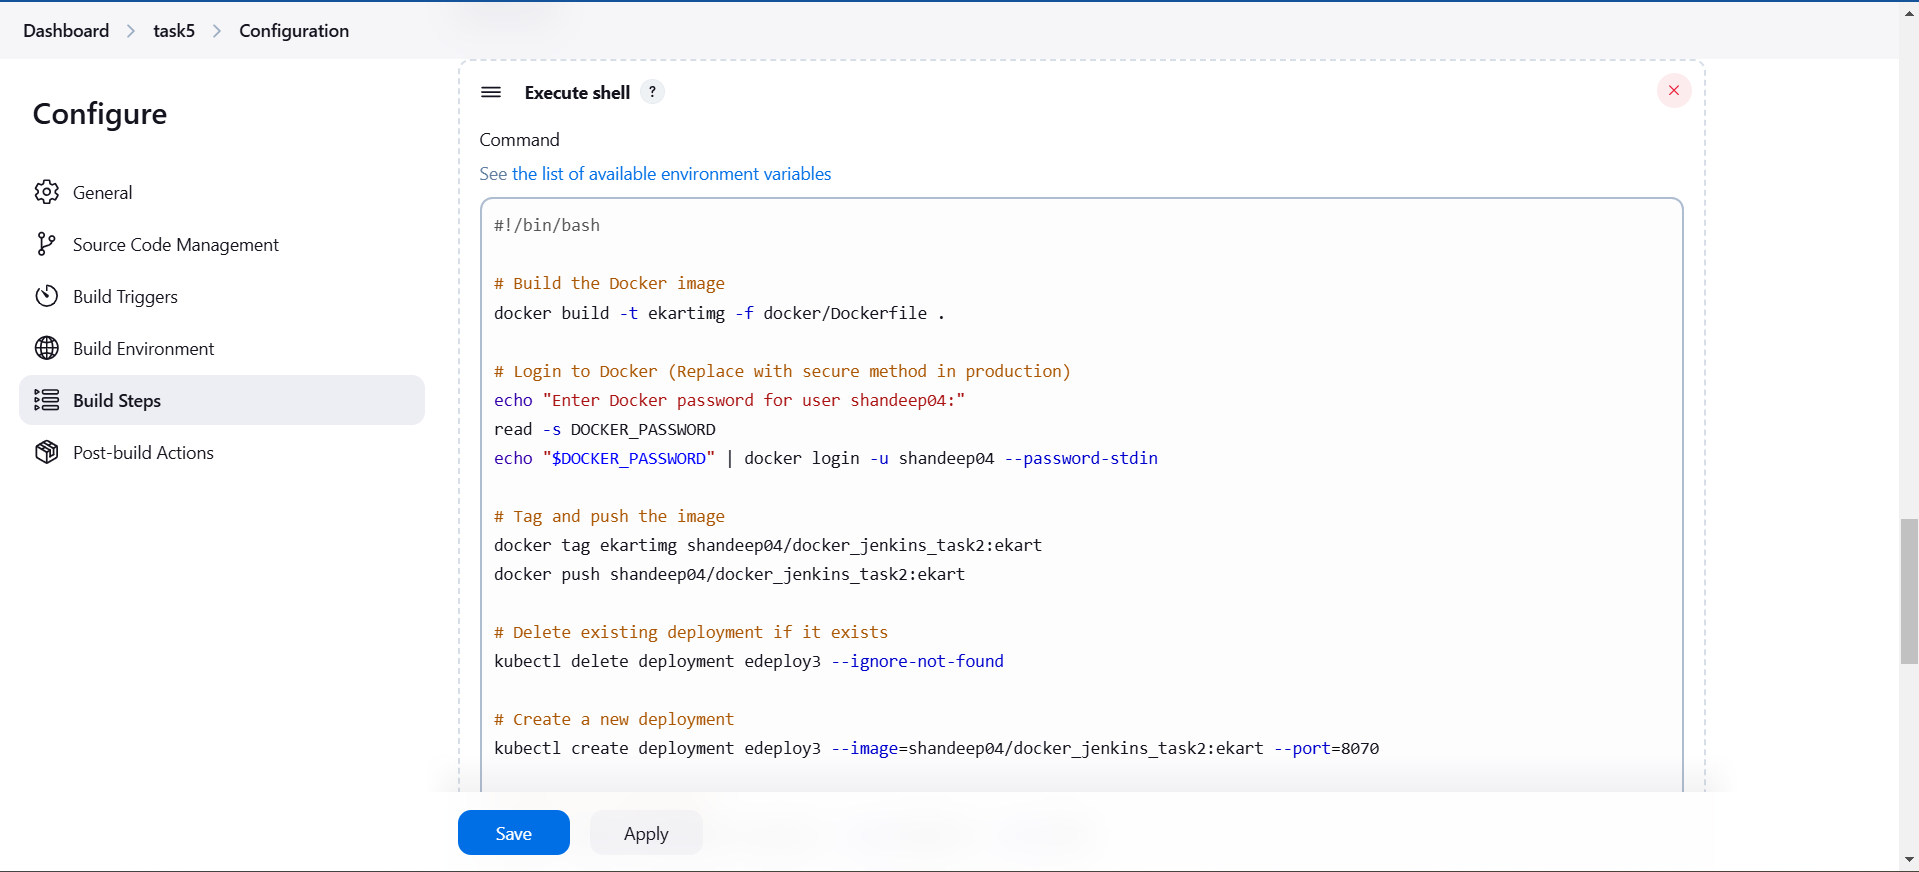 Dashboard > task5 > Configuration
Configure
General
Source Code Management
Build Triggers
Build Environment
Build Steps
Post-build Actions
Execute shell ?
Command
See the list of available environment variables
#!/bin/bash
# Build the Docker image
docker build -t ekartimg -f docker/Dockerfile .
# Login to Docker (Replace with secure method in production)
echo "Enter Docker password for user shandeep04:"
read -s DOCKER_PASSWORD
echo "$DOCKER_PASSWORD" | docker login -u shandeep04 --password-stdin
# Tag and push the image
docker tag ekartimg shandeep04/docker_jenkins_task2:ekart
docker push shandeep04/docker_jenkins_task2:ekart
# Delete existing deployment if it exists
kubectl delete deployment edeploy3 --ignore-not-found
# Create a new deployment
kubectl create deployment edeploy3 --image=shandeep04/docker_jenkins_task2:ekart --port=8070
Save
Apply